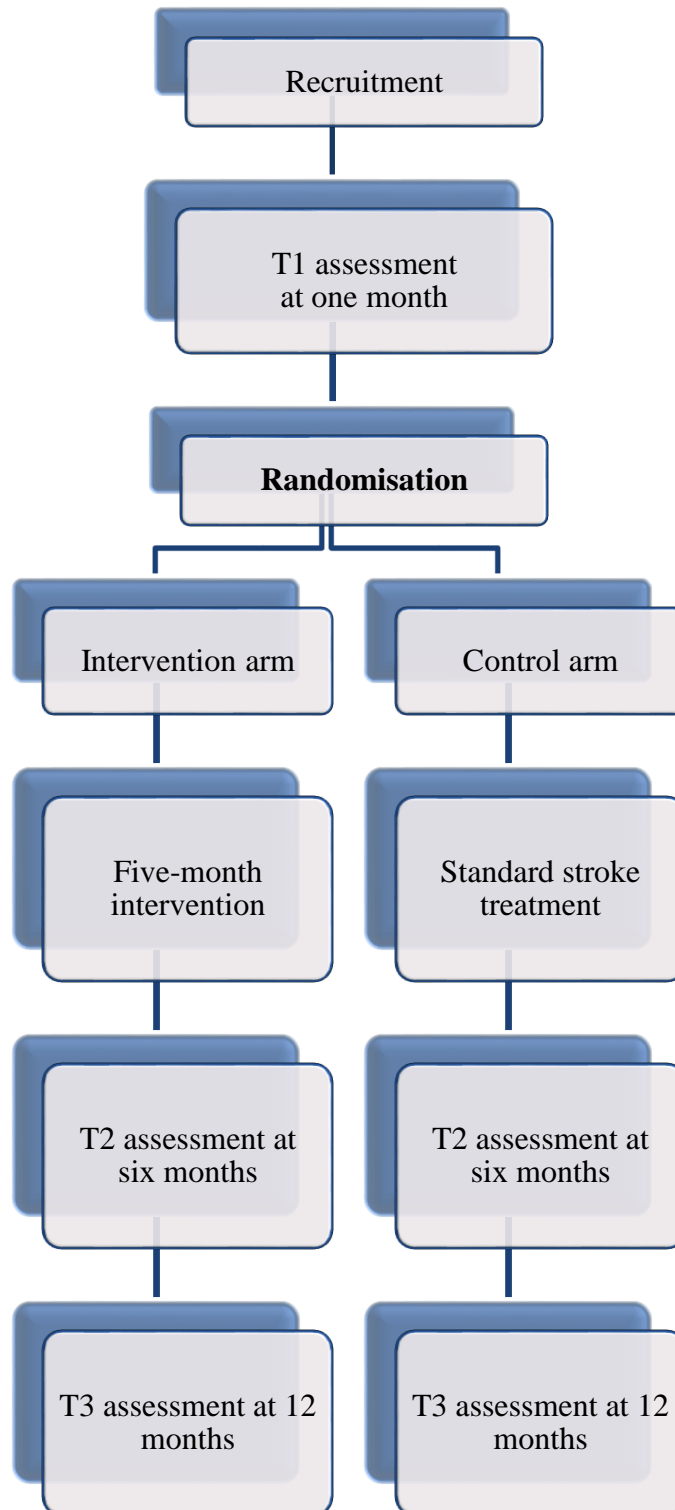 Recruitment
T1 assessment
at one month
Randomisation
Intervention arm
Control arm
Five-month
intervention
Standard stroke
treatment
T2 assessment at
six months
T2 assessment at
six months
T3 assessment at 12
months
T3 assessment at 12
months